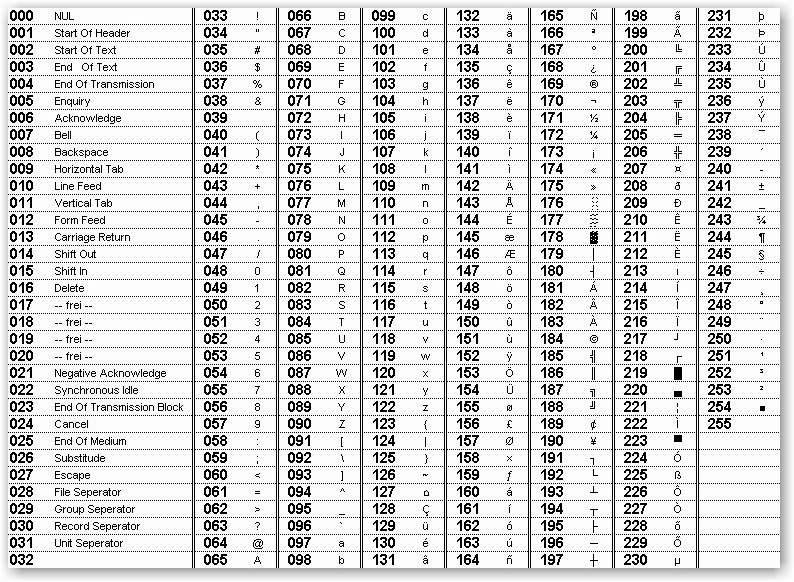 000 NUL 033 ! 066 B 099 c 132 ä 165 Ñ 198 ã 231 þ
001 Start Of Header 034 " 067 C 100 d 133 à 166 ª 199 Ã 232 Þ
002 Start Of Text 035 # 068 D 101 e 134 å 167 º 200 ╚ 233 Ú
003 End Of Text 036 $ 069 E 102 f 135 ç 168 ¿ 201 ╔ 234 Û
004 End Of Transmission 037 % 070 F 103 g 136 ê 169 ® 202 ╩ 235 Ù
005 Enquiry 038 & 071 G 104 h 137 ë 170 ¬ 203 ╦ 236 ý
006 Acknowledge 039 072 H 105 i 138 è 171 ½ 204 ╠ 237 Ý
007 Bell 040 ( 073 I 106 j 139 ï 172 ¼ 205 ═ 238 ¯
008 Backspace 041 ) 074 J 107 k 140 î 173 ¡ 206 ╬ 239 ´
009 Horizontal Tab 042 * 075 K 108 l 141 ì 174 « 207 ¤ 240 -
010 Line Feed 043 + 076 L 109 m 142 Ä 175 » 208 ð 241 ±
011 Vertical Tab 044 , 077 M 110 n 143 Å 176 ░ 209 Ð 242 _
012 Form Feed 045 - 078 N 111 o 144 É 177 ▒ 210 Ê 243 ¾
013 Carriage Return 046 . 079 O 112 p 145 æ 178 ▓ 211 Ë 244 ¶
014 Shift Out 047 / 080 P 113 q 146 Æ 179 │ 212 È 245 §
015 Shift In 048 0 081 Q 114 r 147 ô 180 ┤ 213 ı 246 ÷
016 Delete 049 1 082 R 115 s 148 ö 181 Á 214 Í 247 ¸
017 -- frei -- 050 2 083 S 116 t 149 ò 182 Â 215 Î 248 °
018 -- frei -- 051 3 084 T 117 u 150 û 183 À 216 Ï 249 ¨
019 -- frei -- 052 4 085 U 118 v 151 ù 184 © 217 ┘ 250 ·
020 -- frei -- 053 5 086 V 119 w 152 ÿ 185 ╣ 218 ┌ 251 ¹
021 Negative Acknowledge 054 6 087 W 120 x 153 Ö 186 ║ 219 █ 252 ³
022 Synchronous Idle 055 7 088 X 121 y 154 Ü 187 ╗ 220 ▄ 253 ²
023 End Of Transmission Block 056 8 089 Y 122 z 155 ø 188 ╝ 221 ¦ 254 ■
024 Cancel 057 9 090 Z 123 { 156 £ 189 ¢ 222 Ì 255
025 End Of Medium 058 : 091 [ 124 | 157 Ø 190 ¥ 223 ▀
026 Substitude 059 ; 092 \ 125 } 158 × 191 ┐ 224 Ó
027 Escape 060 < 093 ] 126 ~ 159 ƒ 192 └ 225 ß
028 File Seperator 061 = 094 ^ 127 ⌂ 160 á 193 ┴ 226 Ô
029 Group Seperator 062 > 095 _ 128 Ç 161 í 194 ┬ 227 Ò
030 Record Seperator 063 ? 096 ` 129 ü 162 ó 195 ├ 228 õ
031 Unit Seperator 064 @ 097 a 130 é 163 ú 196 ─ 229 Õ
032 065 A 098 b 131 â 164 ñ 197 ┼ 230 µ